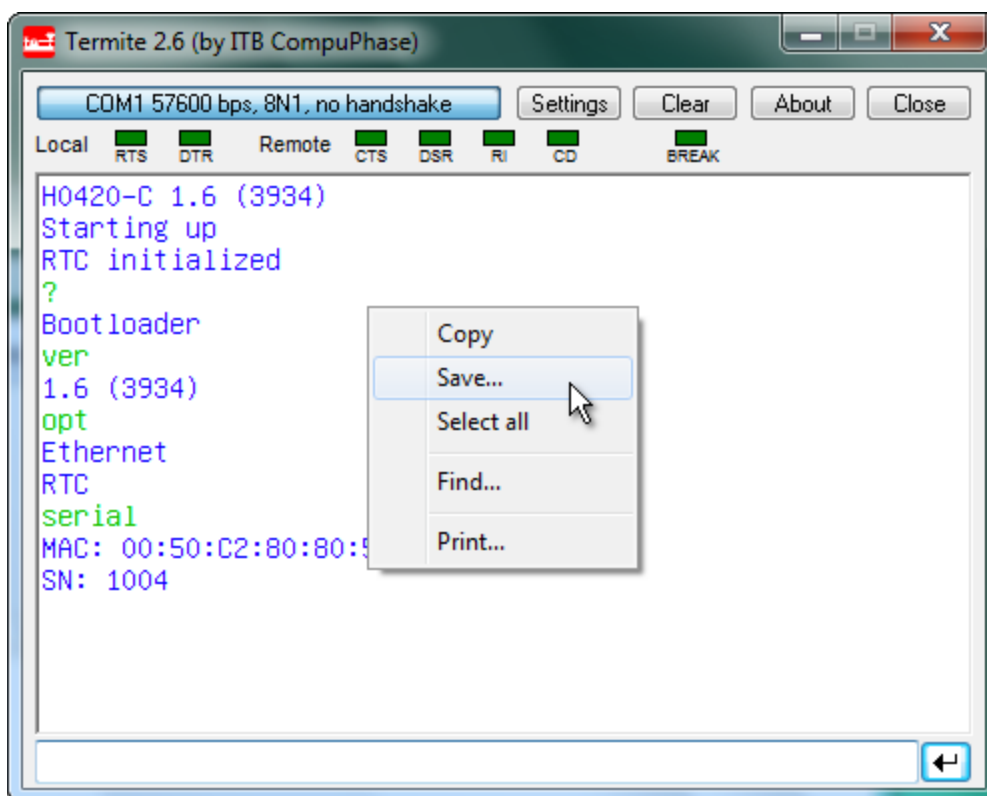 Termite 2.6 (by ITB CompuPhase)
COM1 57600 bps, 8N1, no handshake Settings Clear About Close
Local RTS DTR Remote CTS DSR RI CD BREAK
H0420-C 1.6 (3934)
Starting up
RTC initialized
?
Bootloader
ver
1.6 (3934)
opt
Ethernet
RTC
serial
MAC: 00:50:C2:80:80:
SN: 1004
Copy
Save...
Select all
Find...
Print...